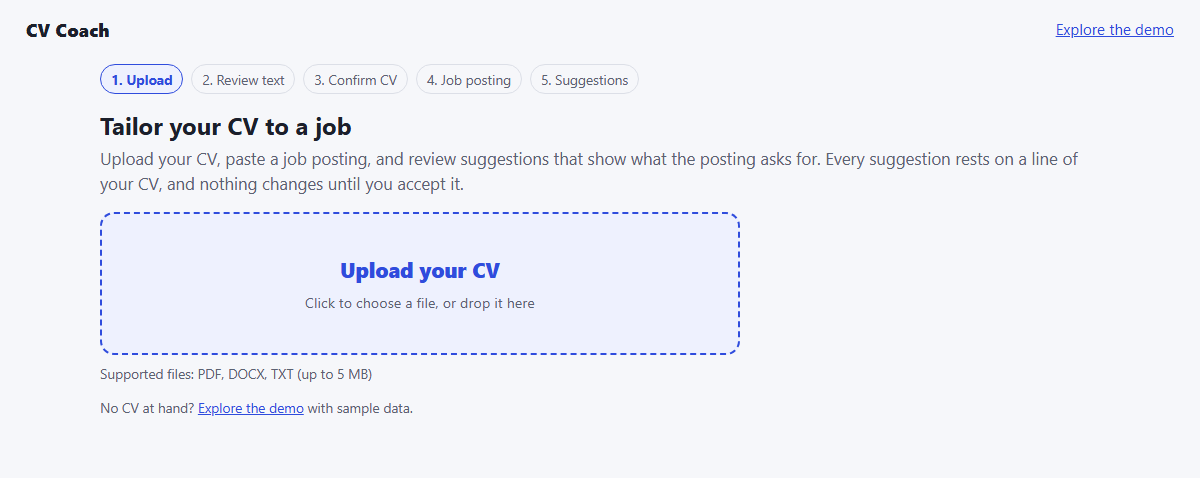 CV Coach
Explore the demo
1. Upload
2. Review text
3. Confirm CV
4. Job posting
5. Suggestions
Tailor your CV to a job
Upload your CV, paste a job posting, and review suggestions that show what the posting asks for. Every suggestion rests on a line of
your CV, and nothing changes until you accept it.
Upload your CV
Click to choose a file, or drop it here
Supported files: PDF, DOCX, TXT (up to 5 MB)
No CV at hand? Explore the demo with sample data.